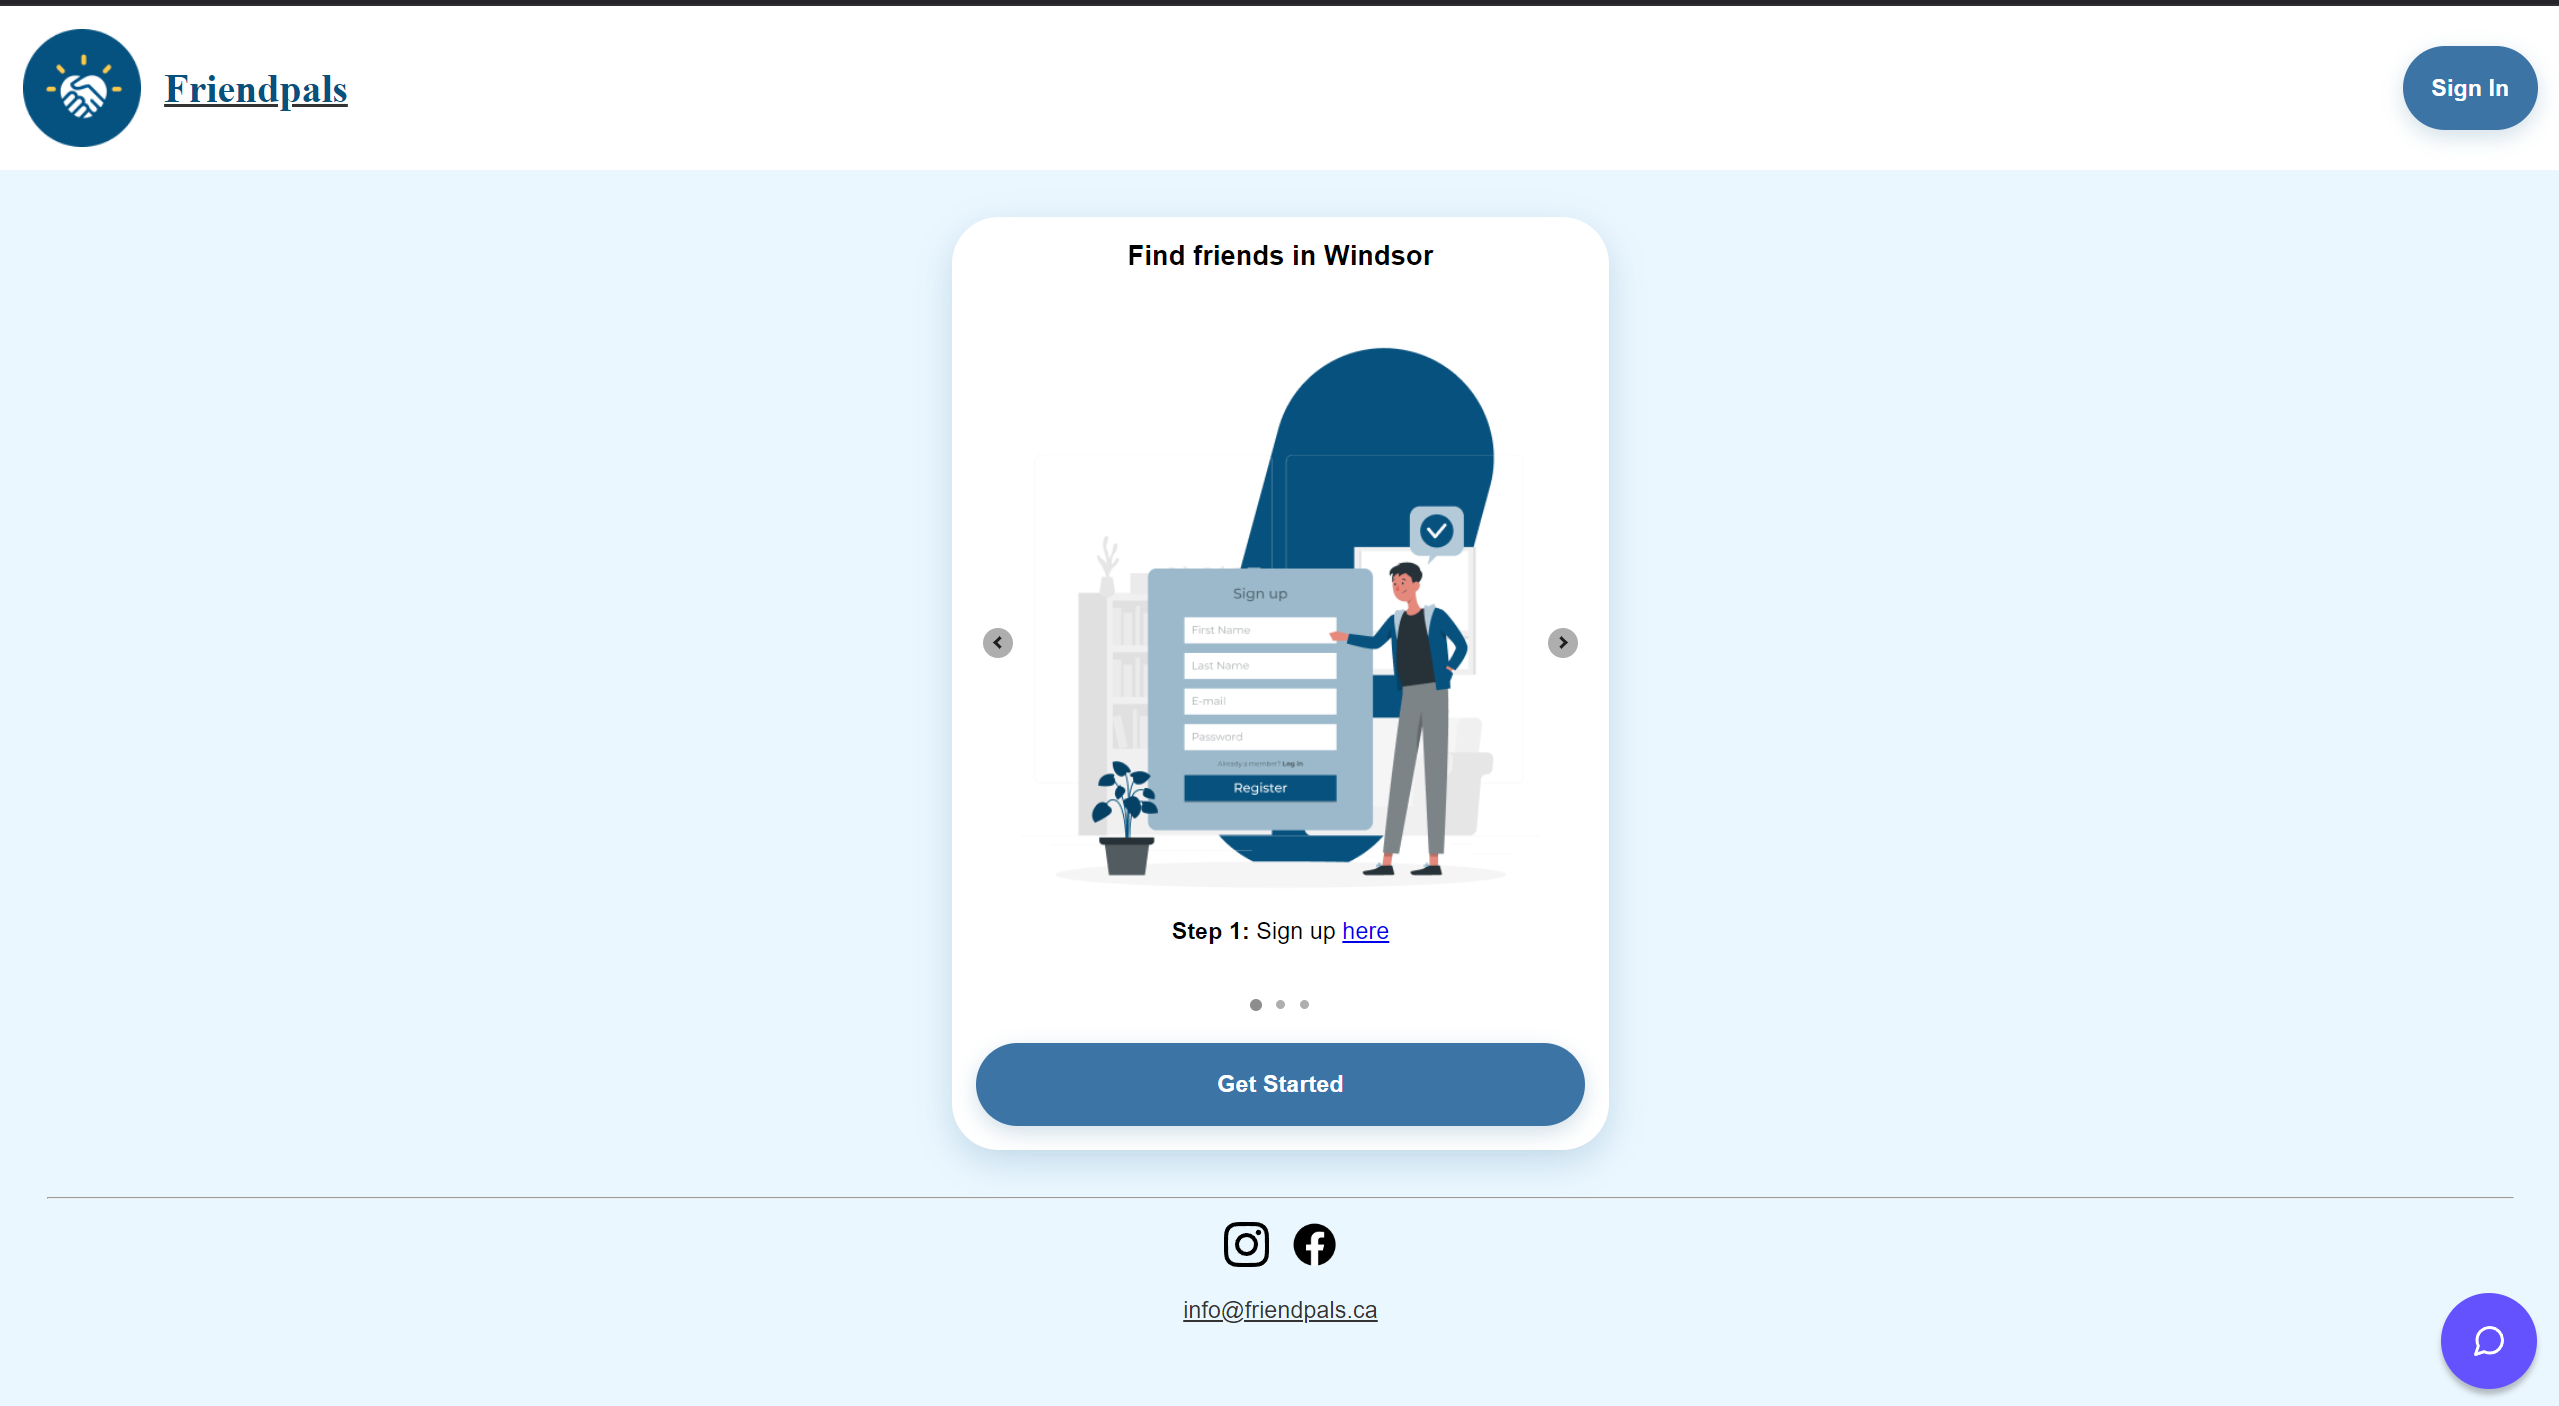 Friendpals
Sign In
Find friends in Windsor
Sign up
First Name
Last Name
E-mail
Password
Already a member? Log in
Register
Step 1: Sign up here
Get Started
info@friendpals.ca